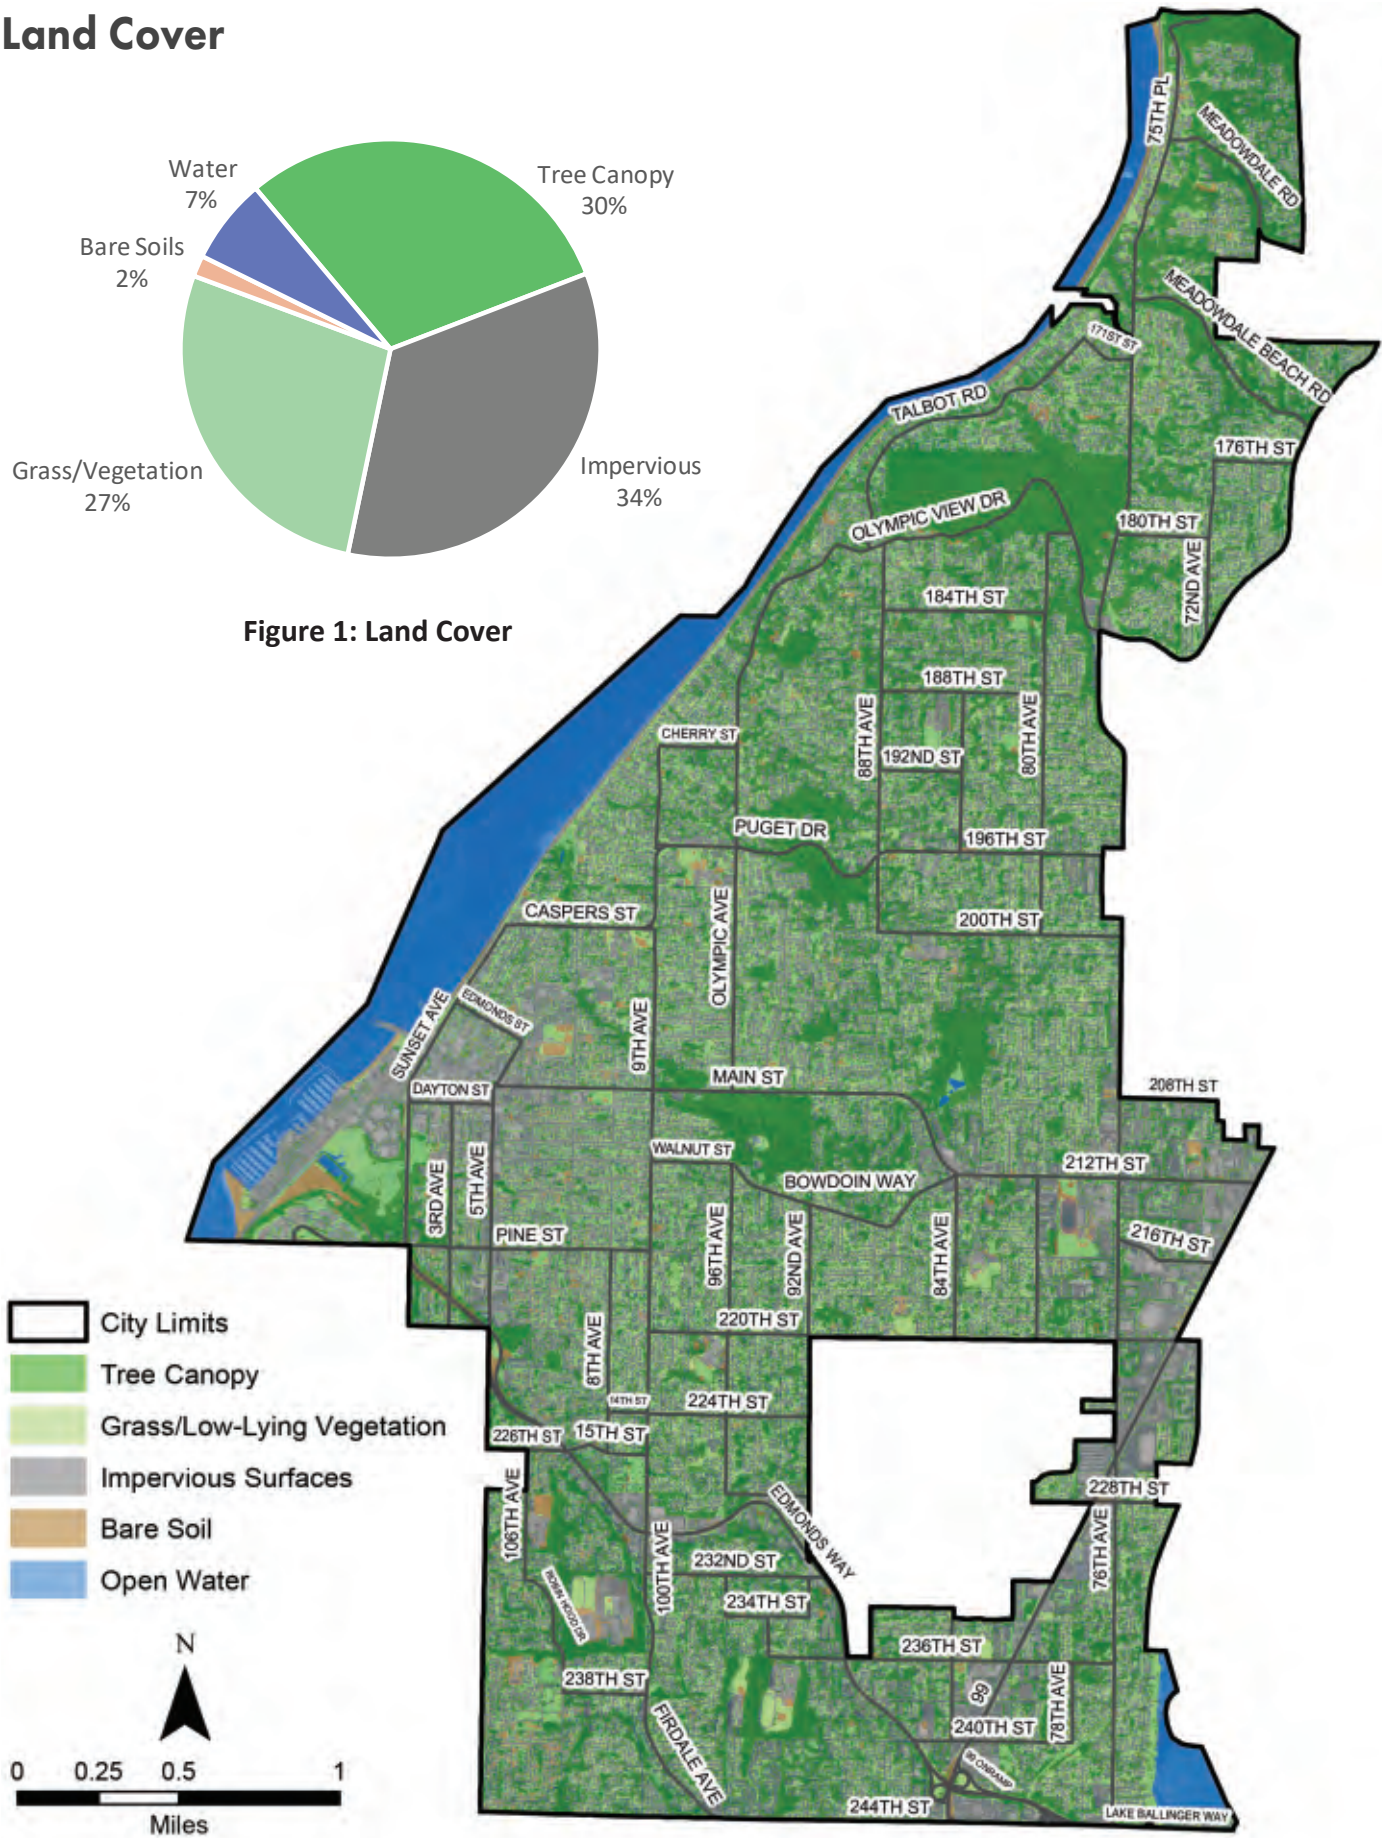 Land Cover
Water
7%
Tree Canopy
30%
Bare Soils
2%
Grass/Vegetation
27%
Impervious
34%
Figure 1: Land Cover
75TH PL
MEADOWDALE RD
MEADOWDALE BEACH RD
171ST ST
TALBOT RD
176TH ST
OLYMPIC VIEW DR
180TH ST
72ND AVE
184TH ST
188TH ST
88TH AVE
80TH AVE
CHERRY ST
192ND ST
PUGET DR
196TH ST
CASPERS ST
OLYMPIC AVE
200TH ST
SUNSET AVE
EDMONDS ST
9TH AVE
DAYTON ST
MAIN ST
208TH ST
3RD AVE
5TH AVE
WALNUT ST
BOWDOIN WAY
212TH ST
PINE ST
96TH AVE
92ND AVE
84TH AVE
216TH ST
220TH ST
8TH AVE
14TH ST
224TH ST
226TH ST
15TH ST
228TH ST
106TH AVE
100TH AVE
EDMONDS WAY
76TH AVE
232ND ST
ROBIN HOOD DR
234TH ST
236TH ST
238TH ST
99
78TH AVE
240TH ST
FIRDALE AVE
99 ONRAMP
244TH ST
LAKE BALLINGER WAY
City Limits
Tree Canopy
Grass/Low-Lying Vegetation
Impervious Surfaces
Bare Soil
Open Water
N
0 0.25 0.5 1
Miles